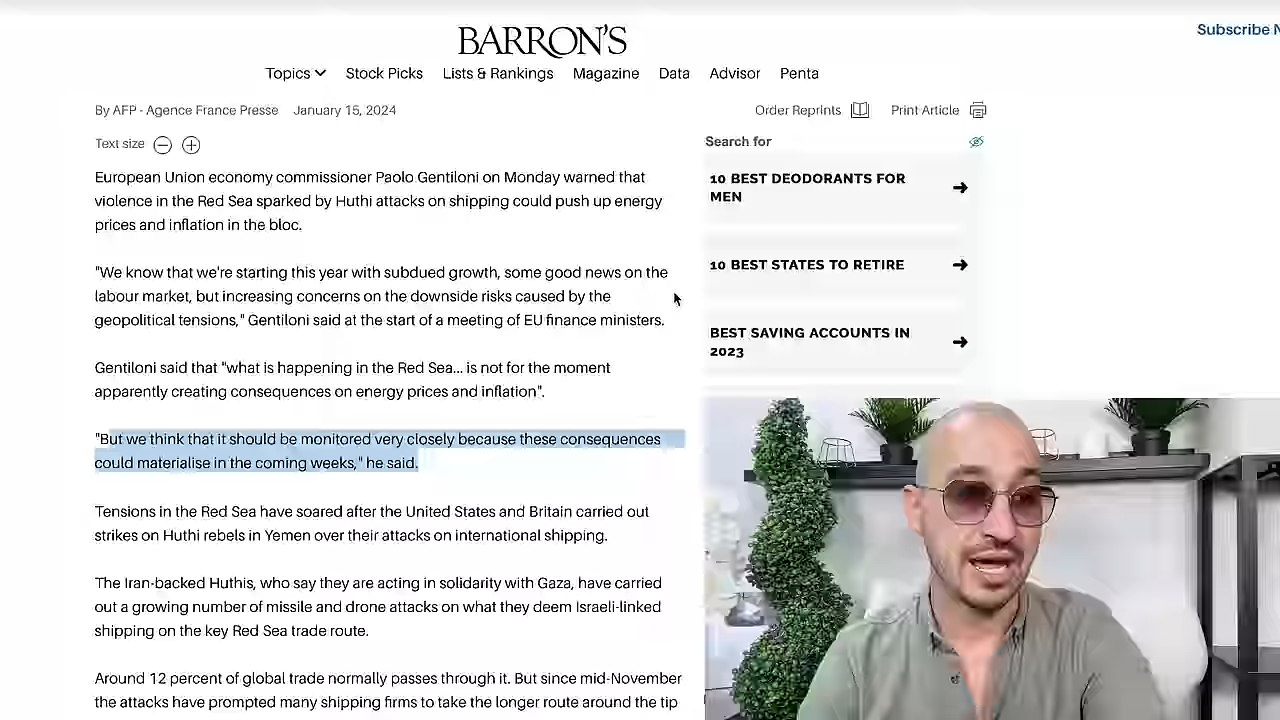 BARRON'S
Subscribe N
Topics Stock Picks Lists & Rankings Magazine Data Advisor Penta
By AFP - Agence France Presse January 15, 2024
Order Reprints Print Article
Text size
Search for
European Union economy commissioner Paolo Gentiloni on Monday warned that
violence in the Red Sea sparked by Huthi attacks on shipping could push up energy
prices and inflation in the bloc.
"We know that we're starting this year with subdued growth, some good news on the
labour market, but increasing concerns on the downside risks caused by the
geopolitical tensions," Gentiloni said at the start of a meeting of EU finance ministers.
Gentiloni said that "what is happening in the Red Sea... is not for the moment
apparently creating consequences on energy prices and inflation".
"But we think that it should be monitored very closely because these consequences
could materialise in the coming weeks," he said.
Tensions in the Red Sea have soared after the United States and Britain carried out
strikes on Huthi rebels in Yemen over their attacks on international shipping.
The Iran-backed Huthis, who say they are acting in solidarity with Gaza, have carried
out a growing number of missile and drone attacks on what they deem Israeli-linked
shipping on the key Red Sea trade route.
Around 12 percent of global trade normally passes through it. But since mid-November
the attacks have prompted many shipping firms to take the longer route around the tip
10 BEST DEODORANTS FOR
MEN
10 BEST STATES TO RETIRE
BEST SAVING ACCOUNTS IN
2023